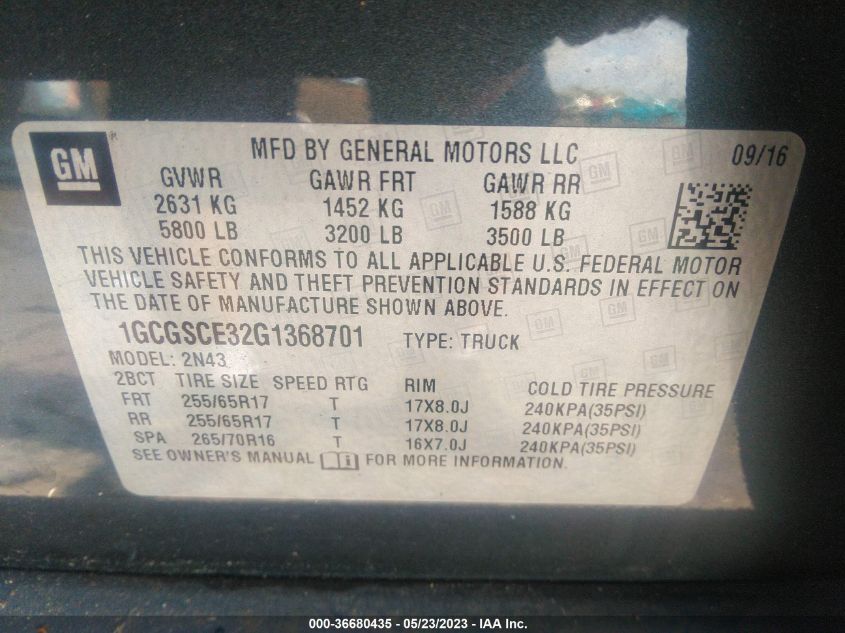 GM
MFD BY GENERAL MOTORS LLC 09/16
GVWR GAWR FRT GAWR RR
2631 KG 1452 KG 1588 KG
5800 LB 3200 LB 3500 LB
THIS VEHICLE CONFORMS TO ALL APPLICABLE U.S. FEDERAL MOTOR
VEHICLE SAFETY AND THEFT PREVENTION STANDARDS IN EFFECT ON
THE DATE OF MANUFACTURE SHOWN ABOVE.
1GCGSCE32G1368701 TYPE: TRUCK
MODEL: 2N43
2BCT TIRE SIZE SPEED RTG RIM COLD TIRE PRESSURE
FRT 255/65R17 T 17X8.0J 240KPA(35PSI)
RR 255/65R17 T 17X8.0J 240KPA(35PSI)
SPA 265/70R16 T 16X7.0J 240KPA(35PSI)
SEE OWNER'S MANUAL FOR MORE INFORMATION.
000-36680435 - 05/23/2023 - IAA Inc.